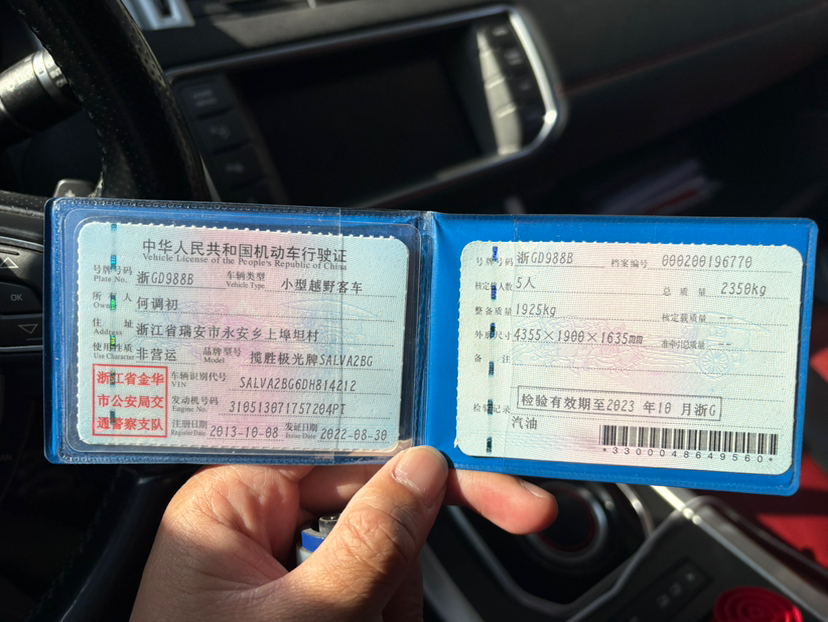 中华人民共和国机动车行驶证
Vehicle License of the People's Republic of China
号牌号码 浙GD988B 车辆类型 小型越野客车
Plate No. Vehicle Type
所有人 何调初
Owner
住址 浙江省瑞安市永安乡上埠坦村
Address
使用性质 非营运 品牌型号 揽胜极光牌SALVA2BG
Use Character Model
浙江省金华
市公安局交
通警察支队
车辆识别代号 SALVA2BG6DH814212
VIN
发动机号码 310513071757204PT
Engine No.
注册日期 2013-10-08 发证日期 2022-08-30
Register Date Issue Date
号牌号码 浙GD988B 档案编号 000200196770
核定载人数 5人 总质量 2350kg
整备质量 1925kg 核定载质量 --
外廓尺寸 4355×1900×1635mm 准牵引总质量 --
备注
检验记录 检验有效期至2023 年10 月浙G
汽油
*3300048649560*
OK